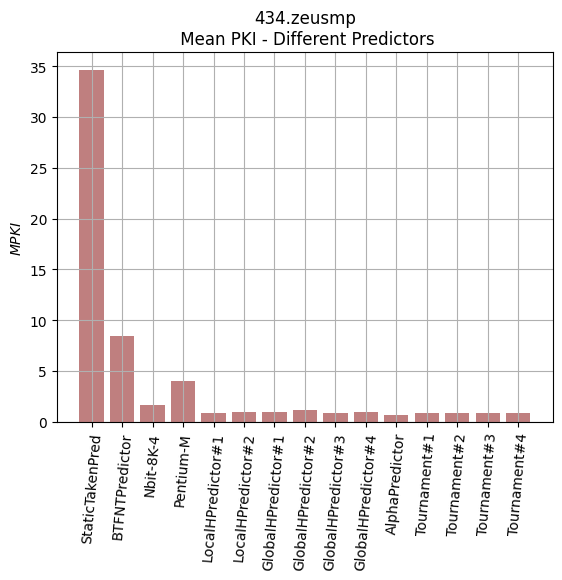 434.zeusmp
Mean PKI - Different Predictors
MPKI
35
30
25
20
15
10
5
0
StaticTakenPred
BTFNTPredictor
Nbit-8K-4
Pentium-M
LocalHPredictor#1
LocalHPredictor#2
GlobalHPredictor#1
GlobalHPredictor#2
GlobalHPredictor#3
GlobalHPredictor#4
AlphaPredictor
Tournament#1
Tournament#2
Tournament#3
Tournament#4